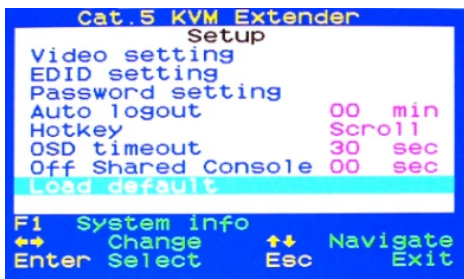 Cat.5 KVM Extender
Setup
Video setting
EDID setting
Password setting
Auto logout 00 min
Hotkey Scroll
OSD timeout 30 sec
Off Shared Console 00 sec
Load default
F1 System info
↔ Change ↕ Navigate
Enter Select Esc Exit